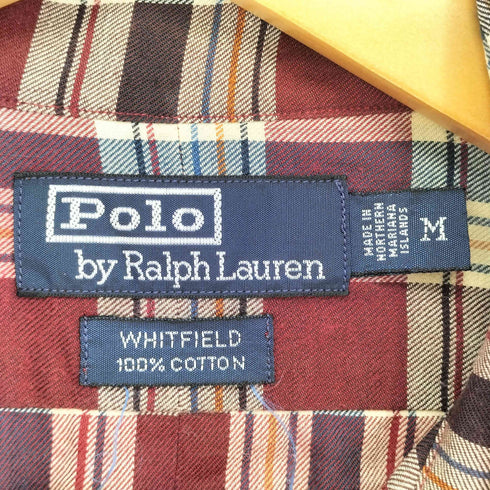 Polo
by Ralph Lauren
MADE IN
NORTHERN
MARIANA
ISLANDS
M
WHITFIELD
100% COTTON